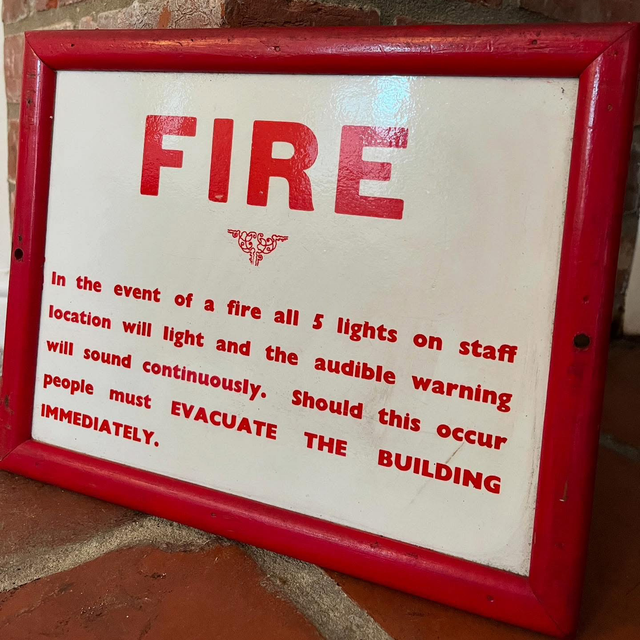 FIRE
In the event of a fire all 5 lights on staff
location will light and the audible warning
will sound continuously. Should this occur
people must EVACUATE THE BUILDING
IMMEDIATELY.